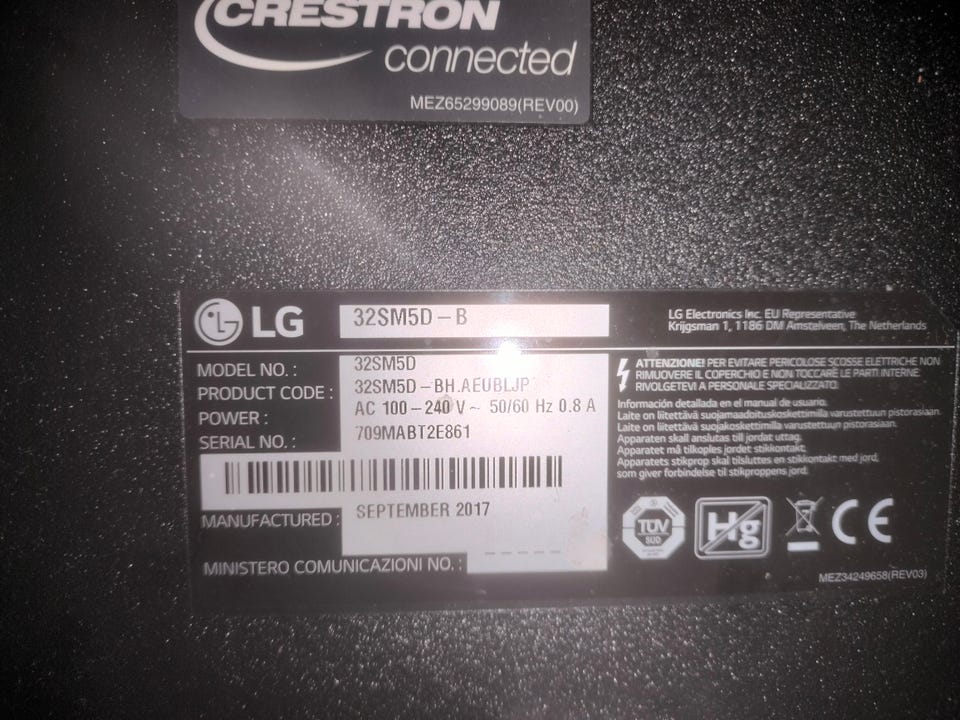 CRESTRON
connected
MEZ65299089(REV00)
LG
32SM5D-B
LG Electronics Inc. EU Representative
Krijgsman 1, 1186 DM Amstelveen, The Netherlands
MODEL NO. : 32SM5D
PRODUCT CODE : 32SM5D-BH.AEUBLJP
POWER : AC 100-240 V ~ 50/60 Hz 0.8 A
SERIAL NO. : 709MABT2E861
MANUFACTURED : SEPTEMBER 2017
MINISTERO COMUNICAZIONI NO. :
ATTENZIONE! PER EVITARE PERICOLOSE SCOSSE ELETTRICHE NON
RIMUOVERE IL COPERCHIO E NON TOCCARE LE PARTI INTERNE
RIVOLGETEVI A PERSONALE SPECIALIZZATO.
Información detallada en el manual de usuario.
Laite on liitettävä suojamaadoituskoskettimilla varustettuun pistorasiaan.
Laite on liitettävä suojakoskettimilla varustettuun pistorasiaan.
Apparaten skall anslutas till jordat uttag.
Apparatet må tilkoples jordet stikkontakt.
Apparatets stikprop skal tilsluttes en stikkontakt med jord,
som giver forbindelse til stikproppens jord.
TÜV
SÜD
Hg
CE
MEZ34249658(REV03)